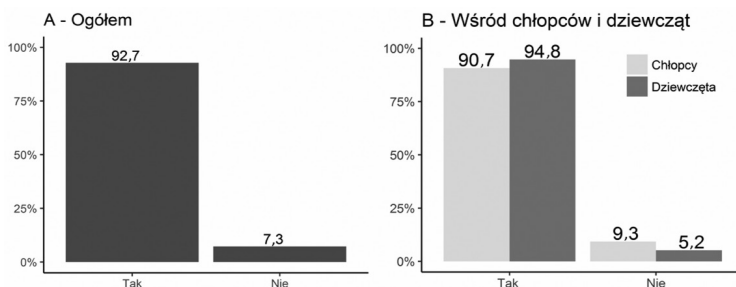 A - Ogółem
100%
75%
50%
25%
0%
92,7
7,3
Tak
Nie
B - Wśród chłopców i dziewcząt
100%
75%
50%
25%
0%
90,7
94,8
9,3
5,2
Chłopcy
Dziewczęta
Tak
Nie